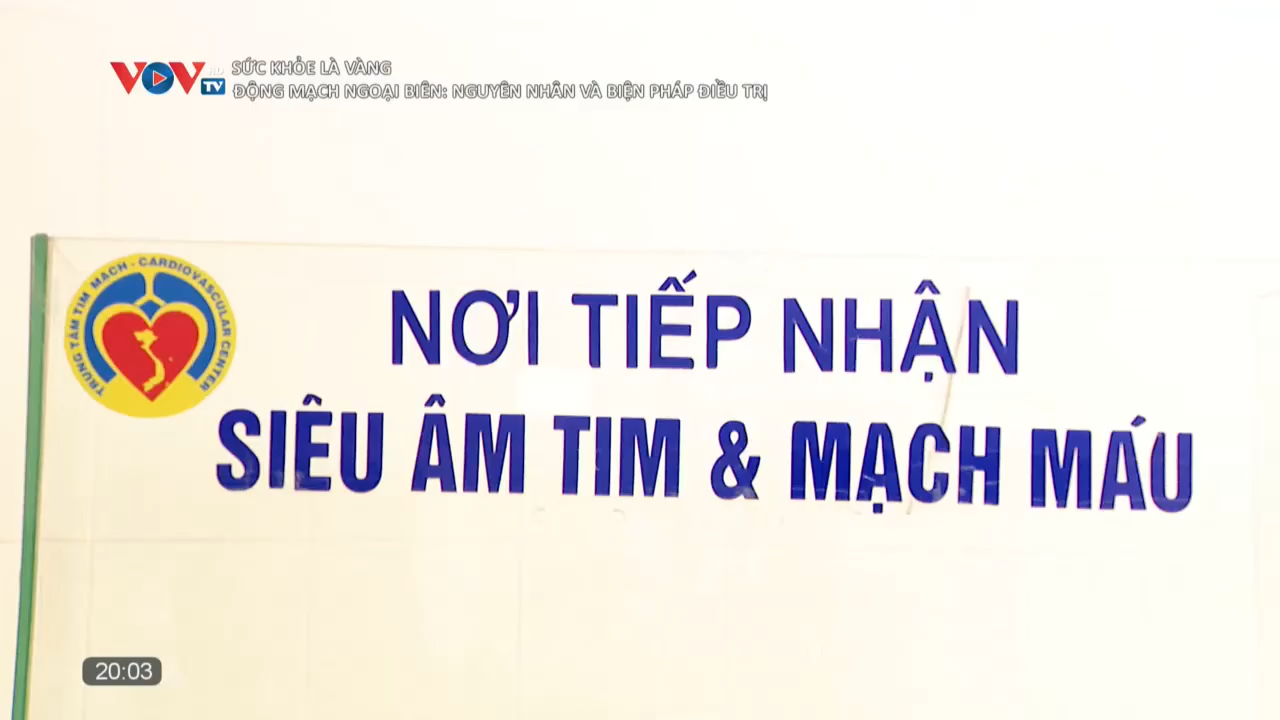 VOV TV
SỨC KHỎE LÀ VÀNG
ĐỘNG MẠCH NGOẠI BIÊN: NGUYÊN NHÂN VÀ BIỆN PHÁP ĐIỀU TRỊ
TRUNG TÂM TIM MẠCH - CARDIOVASCULAR CENTER
NƠI TIẾP NHẬN
SIÊU ÂM TIM & MẠCH MÁU
20:03